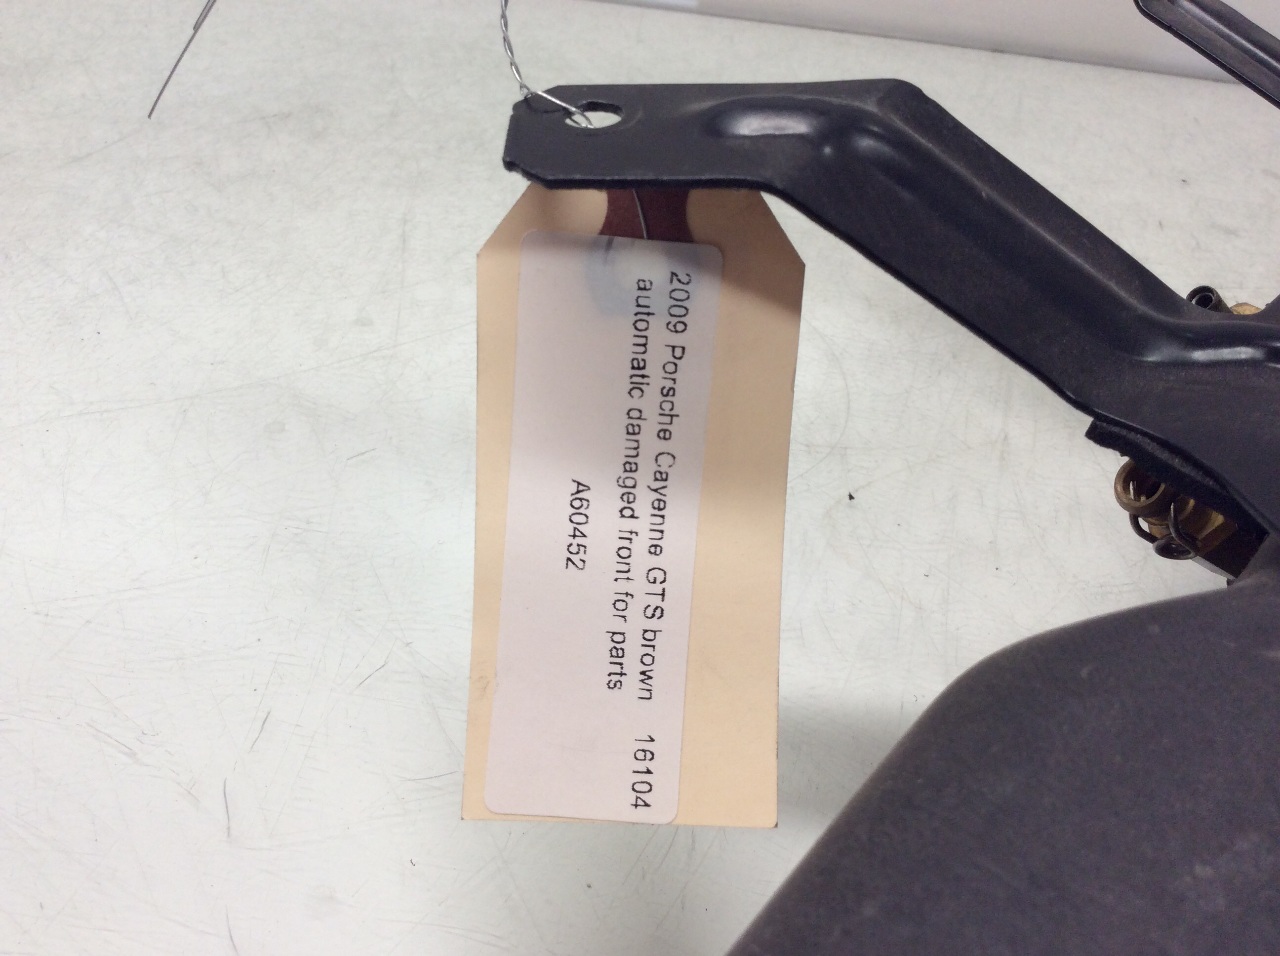 2009 Porsche Cayenne GTS brown 16104
automatic damaged front for parts
A60452